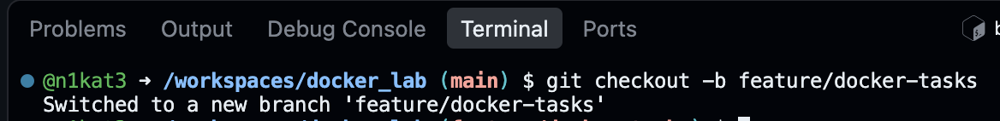 Problems Output Debug Console Terminal Ports
@n1kat3 → /workspaces/docker_lab (main) $ git checkout -b feature/docker-tasks
Switched to a new branch 'feature/docker-tasks'